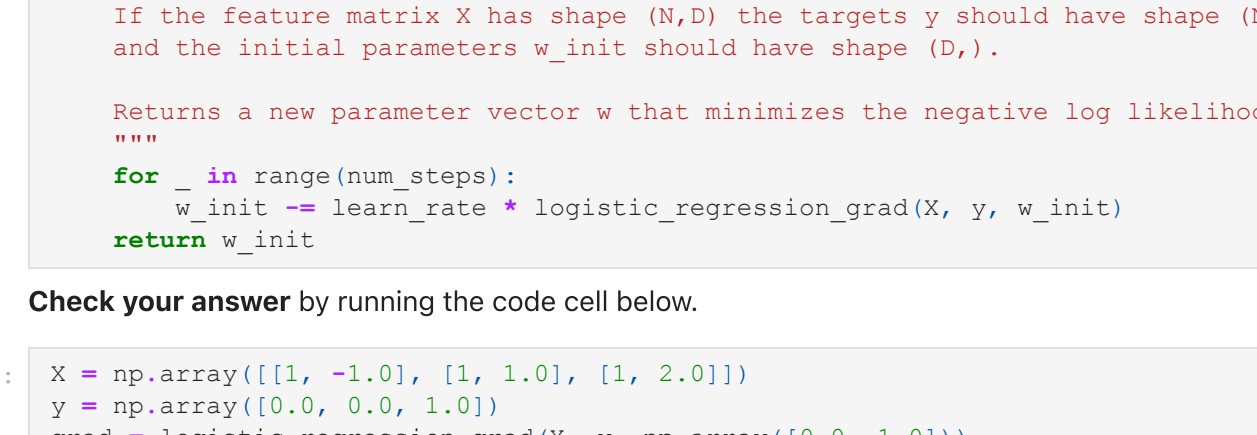 If the feature matrix X has shape (N,D) the targets y should have shape (
and the initial parameters w_init should have shape (D,).
Returns a new parameter vector w that minimizes the negative log
"""
for _ in range(num_steps):
w_init -= learn_rate * logistic_regression_grad(X, y, w_init)
return w_init
Check your answer by running the code cell below.
:
X = np.array([[1, -1.0], [1, 1.0], [1, 2.0]])
y = np.array([0.0, 0.0, 1.0])